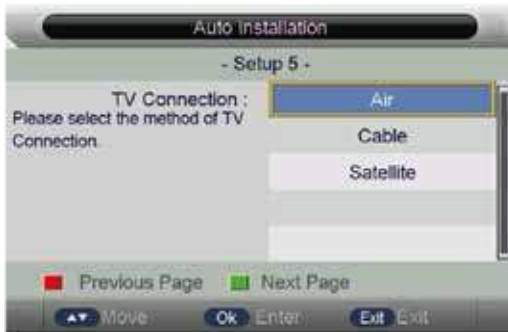 Auto Installation
- Setup 5 -
TV Connection :
Please select the method of TV
Connection.
Air
Cable
Satellite
Previous Page
Next Page
Move
Ok Enter
Exit Exit